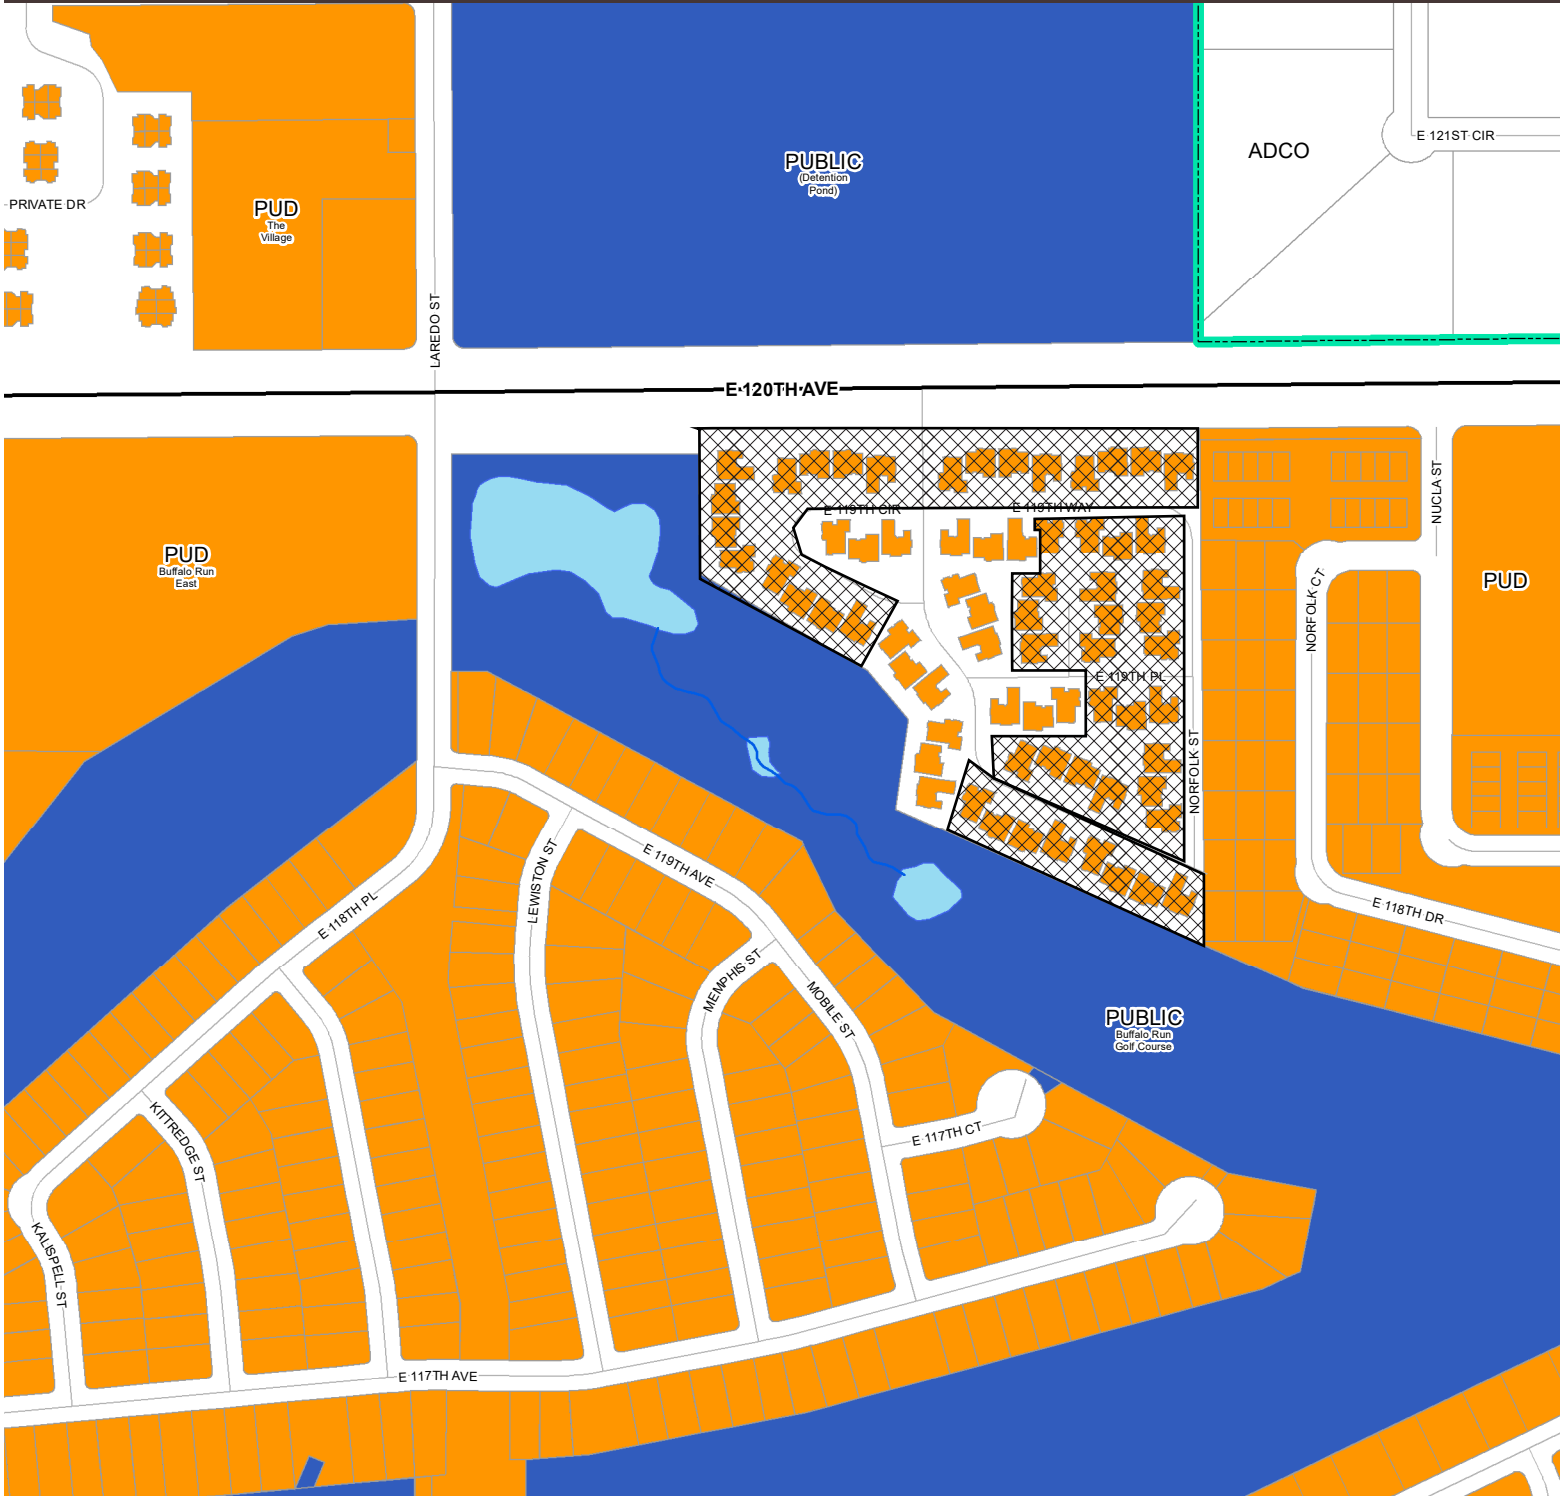 E 121ST CIR
ADCO
PUBLIC
(Detention
Pond)
PRIVATE DR
PUD
The
Village
LAREDO ST
E 120TH AVE
NUCLA ST
E 119TH CIR
E 119TH WAY
PUD
Buffalo Run
East
PUD
NORFOLK CT
E 119TH PL
NORFOLK ST
E 119TH AVE
LEWISTON ST
E 118TH PL
E 118TH DR
MEMPHIS ST
MOBILE ST
PUBLIC
Buffalo Run
Golf Course
KITTREDGE ST
E 117TH CT
KALISPELL ST
E 117TH AVE